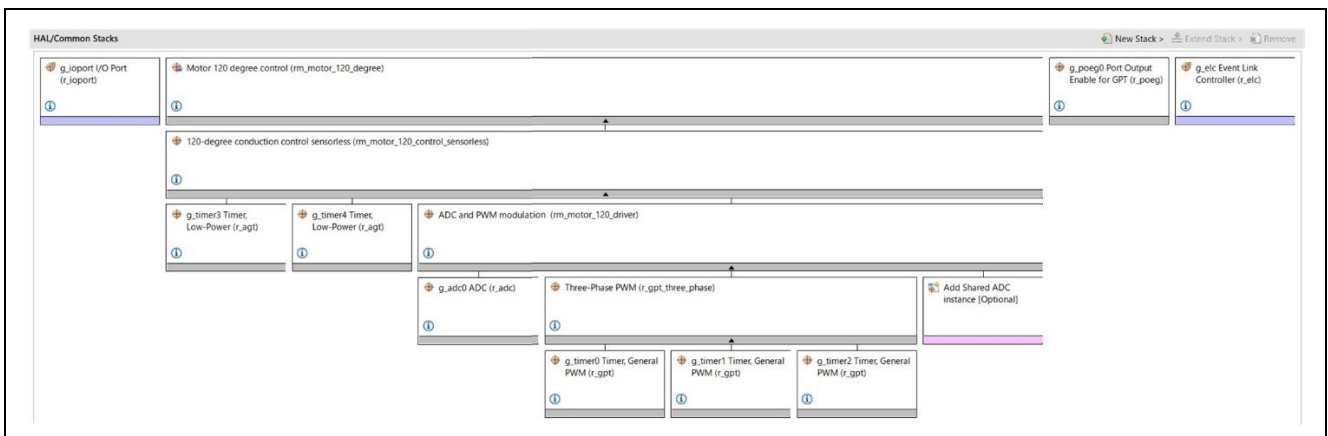 HAL/Common Stacks
New Stack > Extend Stack > Remove
g_ioport I/O Port
(r_ioport)
Motor 120 degree control (rm_motor_120_degree)
g_poeg0 Port Output
Enable for GPT (r_poeg)
g_elc Event Link
Controller (r_elc)
120-degree conduction control sensorless (rm_motor_120_control_sensorless)
g_timer3 Timer,
Low-Power (r_agt)
g_timer4 Timer,
Low-Power (r_agt)
ADC and PWM modulation (rm_motor_120_driver)
g_adc0 ADC (r_adc)
Three-Phase PWM (r_gpt_three_phase)
Add Shared ADC
instance [Optional]
g_timer0 Timer, General
PWM (r_gpt)
g_timer1 Timer, General
PWM (r_gpt)
g_timer2 Timer, General
PWM (r_gpt)